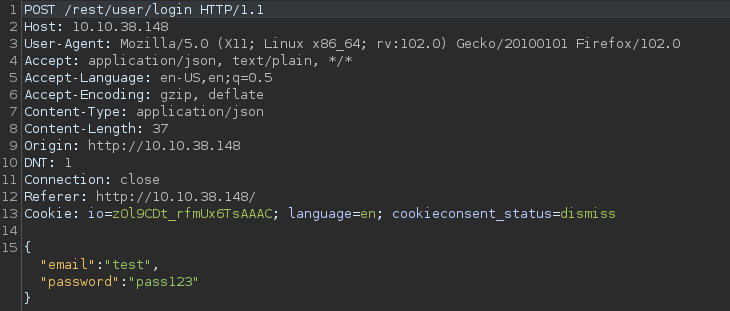 1 POST /rest/user/login HTTP/1.1
2 Host: 10.10.38.148
3 User-Agent: Mozilla/5.0 (X11; Linux x86_64; rv:102.0) Gecko/20100101 Firefox/102.0
4 Accept: application/json, text/plain, */*
5 Accept-Language: en-US,en;q=0.5
6 Accept-Encoding: gzip, deflate
7 Content-Type: application/json
8 Content-Length: 37
9 Origin: http://10.10.38.148
10 DNT: 1
11 Connection: close
12 Referer: http://10.10.38.148/
13 Cookie: io=zOl9CDt_rfmUx6TsAAAC; language=en; cookieconsent_status=dismiss
14
15 {
"email":"test",
"password":"pass123"
}